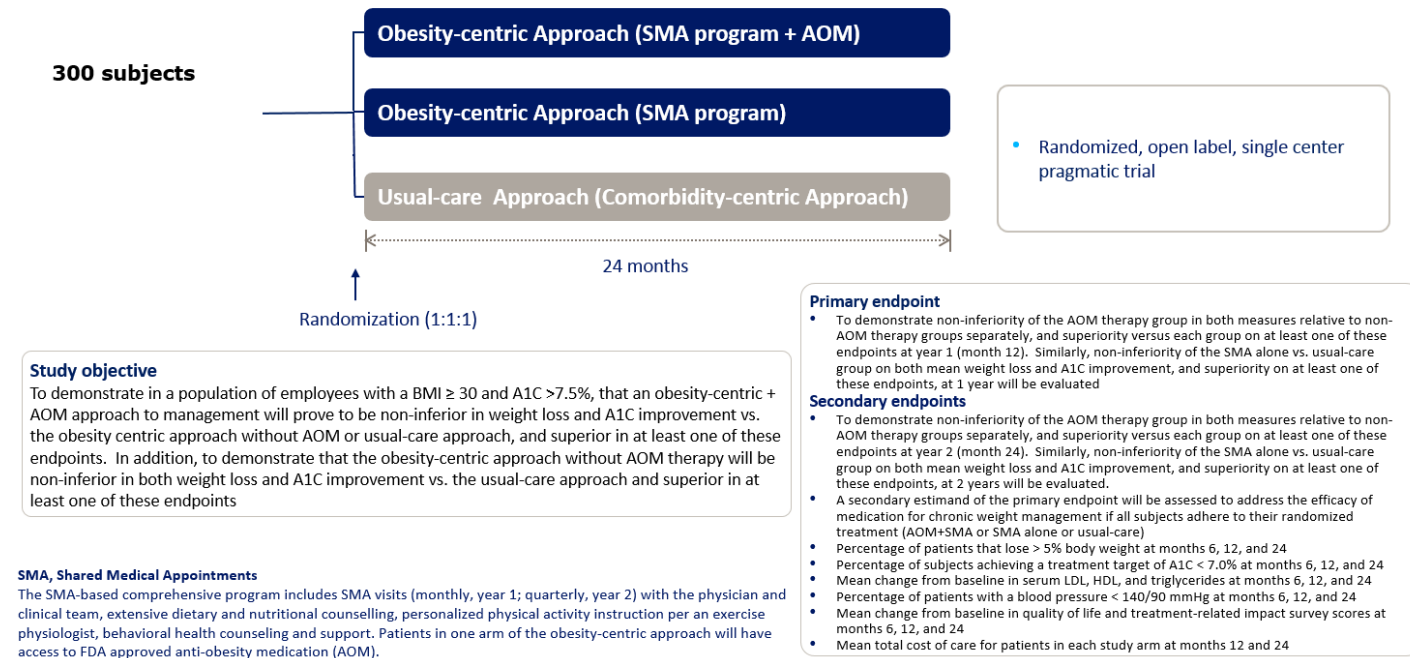 300 subjects
Obesity-centric Approach (SMA program + AOM)
Obesity-centric Approach (SMA program)
Usual-care Approach (Comorbidity-centric Approach)
24 months
Randomization (1:1:1)
• Randomized, open label, single center
pragmatic trial
Study objective
To demonstrate in a population of employees with a BMI ≥ 30 and A1C >7.5%, that an obesity-centric +
AOM approach to management will prove to be non-inferior in weight loss and A1C improvement vs.
the obesity centric approach without AOM or usual-care approach, and superior in at least one of these
endpoints. In addition, to demonstrate that the obesity-centric approach without AOM therapy will be
non-inferior in both weight loss and A1C improvement vs. the usual-care approach and superior in at
least one of these endpoints
SMA, Shared Medical Appointments
The SMA-based comprehensive program includes SMA visits (monthly, year 1; quarterly, year 2) with the physician and
clinical team, extensive dietary and nutritional counselling, personalized physical activity instruction per an exercise
physiologist, behavioral health counseling and support. Patients in one arm of the obesity-centric approach will have
access to FDA approved anti-obesity medication (AOM).
Primary endpoint
• To demonstrate non-inferiority of the AOM therapy group in both measures relative to non-
AOM therapy groups separately, and superiority versus each group on at least one of these
endpoints at year 1 (month 12). Similarly, non-inferiority of the SMA alone vs. usual-care
group on both mean weight loss and A1C improvement, and superiority on at least one of
these endpoints, at 1 year will be evaluated
Secondary endpoints
• To demonstrate non-inferiority of the AOM therapy group in both measures relative to non-
AOM therapy groups separately, and superiority versus each group on at least one of these
endpoints at year 2 (month 24). Similarly, non-inferiority of the SMA alone vs. usual-care
group on both mean weight loss and A1C improvement, and superiority on at least one of
these endpoints, at 2 years will be evaluated.
• A secondary estimand of the primary endpoint will be assessed to address the efficacy of
medication for chronic weight management if all subjects adhere to their randomized
treatment (AOM+SMA or SMA alone or usual-care)
• Percentage of patients that lose > 5% body weight at months 6, 12, and 24
• Percentage of subjects achieving a treatment target of A1C < 7.0% at months 6, 12, and 24
• Mean change from baseline in serum LDL, HDL, and triglycerides at months 6, 12, and 24
• Percentage of patients with a blood pressure < 140/90 mmHg at months 6, 12, and 24
• Mean change from baseline in quality of life and treatment-related impact survey scores at
months 6, 12, and 24
• Mean total cost of care for patients in each study arm at months 12 and 24